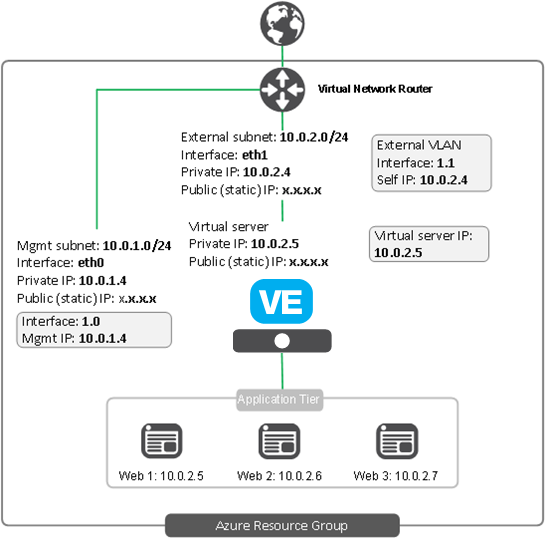 Virtual Network Router
External subnet: 10.0.2.0/24
Interface: eth1
Private IP: 10.0.2.4
Public (static) IP: x.x.x.x
External VLAN
Interface: 1.1
Self IP: 10.0.2.4
Virtual server
Private IP: 10.0.2.5
Public (static) IP: x.x.x.x
Virtual server IP:
10.0.2.5
Mgmt subnet: 10.0.1.0/24
Interface: eth0
Private IP: 10.0.1.4
Public (static) IP: x.x.x.x
Interface: 1.0
Mgmt IP: 10.0.1.4
VE
Application Tier
Web 1: 10.0.2.5
Web 2: 10.0.2.6
Web 3: 10.0.2.7
Azure Resource Group